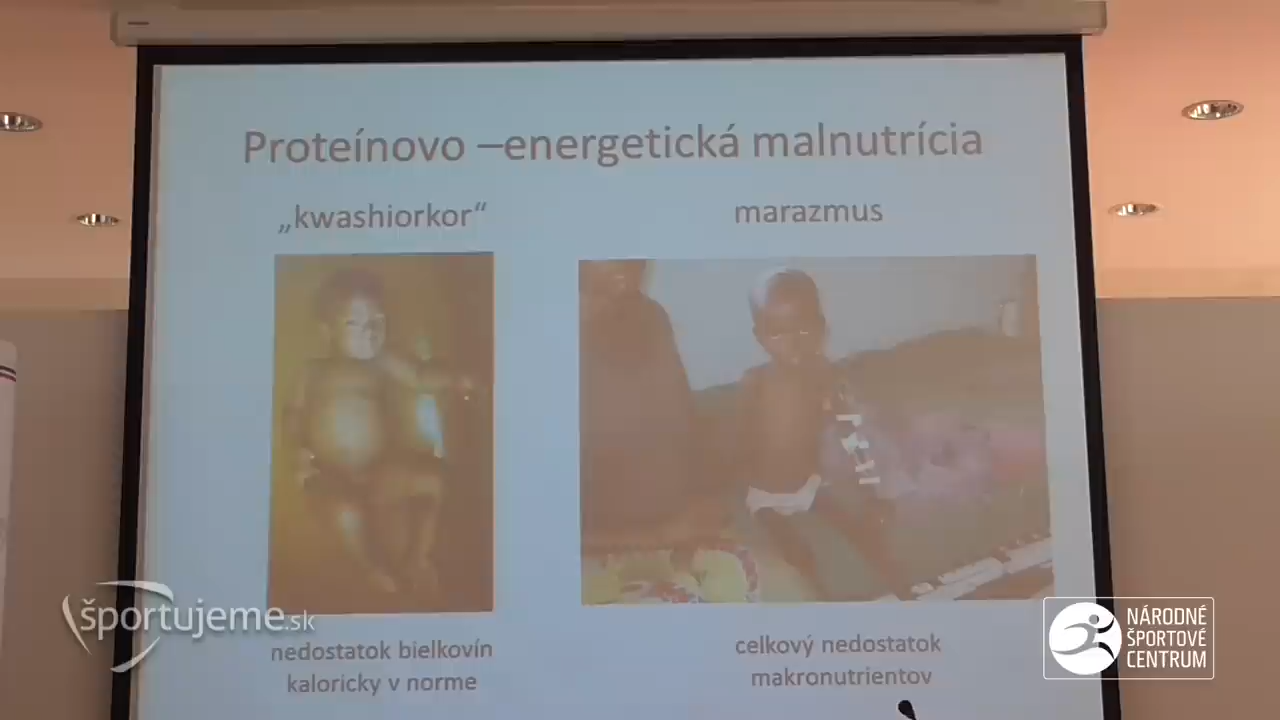 Proteínovo –energetická malnutrícia
„kwashiorkor“
marazmus
nedostatok bielkovín
kaloricky v norme
celkový nedostatok
makronutrientov
športujeme.sk
NÁRODNÉ
ŠPORTOVÉ
CENTRUM